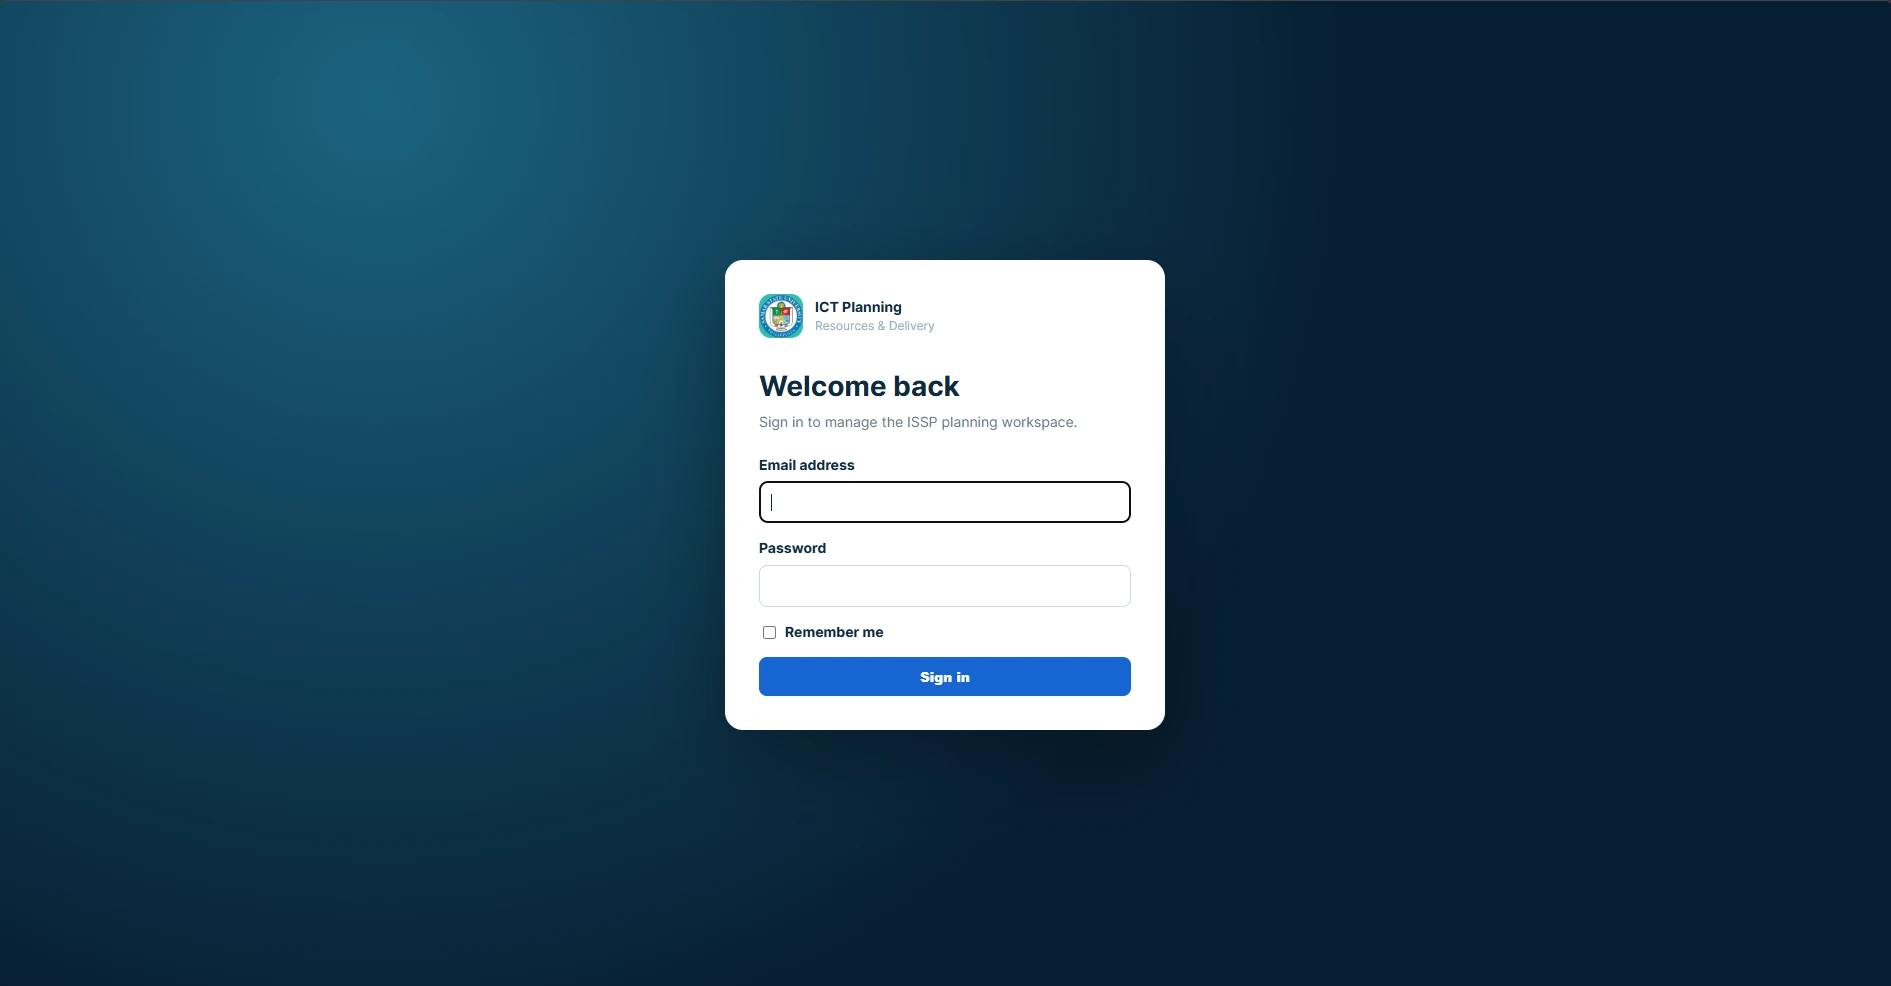 ICT Planning
Resources & Delivery
Welcome back
Sign in to manage the ISSP planning workspace.
Email address
Password
Remember me
Sign in